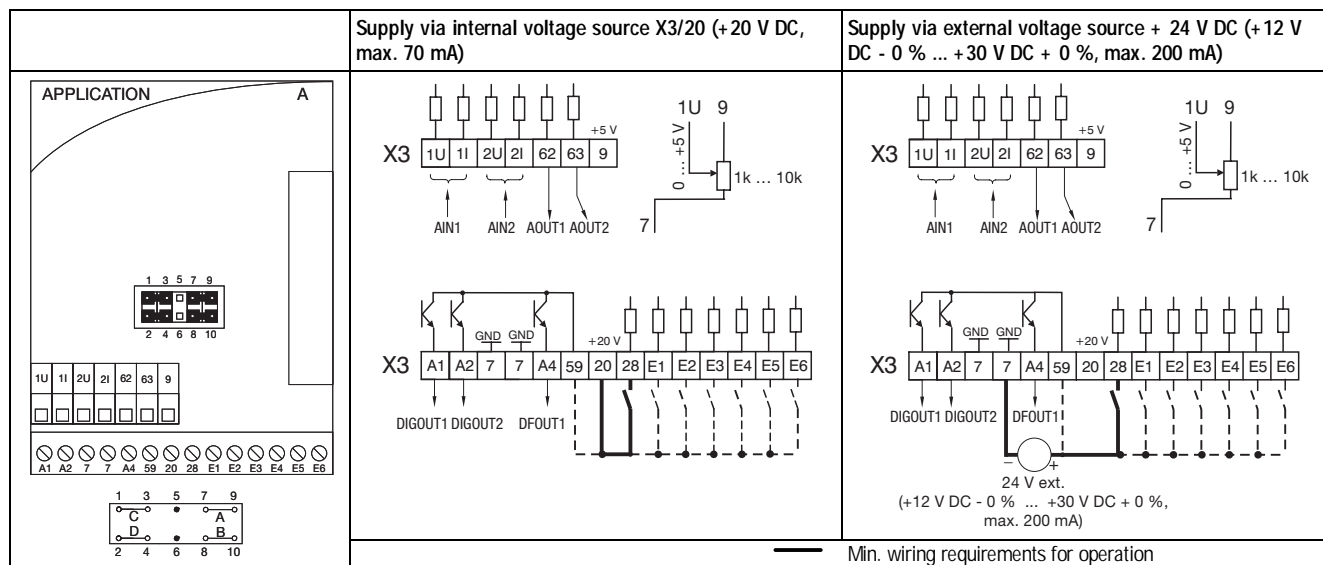 Supply via internal voltage source X3/20 (+20 V DC,
max. 70 mA)
Supply via external voltage source + 24 V DC (+12 V
DC - 0 % ... +30 V DC + 0 %, max. 200 mA)
APPLICATION A
1 3 5 7 9
2 4 6 8 10
1U 1I 2U 2I 62 63 9
A1 A2 7 7 A4 59 20 28 E1 E2 E3 E4 E5 E6
1 3 5 7 9
C A
D B
2 4 6 8 10
+5 V
X3 1U 1I 2U 2I 62 63 9
AIN1 AIN2 AOUT1 AOUT2
1U 9
0 ... +5 V
1k ... 10k
7
GND GND +20 V
X3 A1 A2 7 7 A4 59 20 28 E1 E2 E3 E4 E5 E6
DIGOUT1 DIGOUT2 DFOUT1
+5 V
X3 1U 1I 2U 2I 62 63 9
AIN1 AIN2 AOUT1 AOUT2
1U 9
0 ... +5 V
1k ... 10k
7
GND GND +20 V
X3 A1 A2 7 7 A4 59 20 28 E1 E2 E3 E4 E5 E6
DIGOUT1 DIGOUT2 DFOUT1
– +
24 V ext.
(+12 V DC - 0 % ... +30 V DC + 0 %,
max. 200 mA)
Min. wiring requirements for operation